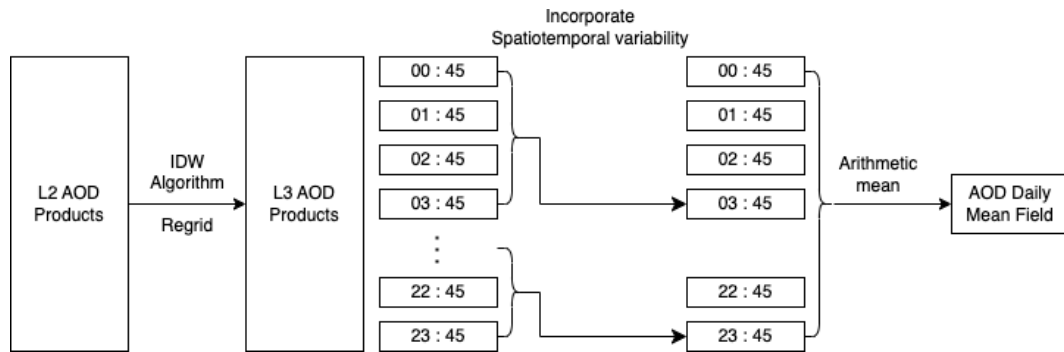 Incorporate
Spatiotemporal variability
L2 AOD
Products
IDW
Algorithm
Regrid
L3 AOD
Products
00 : 45
01 : 45
02 : 45
03 : 45
22 : 45
23 : 45
00 : 45
01 : 45
02 : 45
03 : 45
22 : 45
23 : 45
Arithmetic
mean
AOD Daily
Mean Field